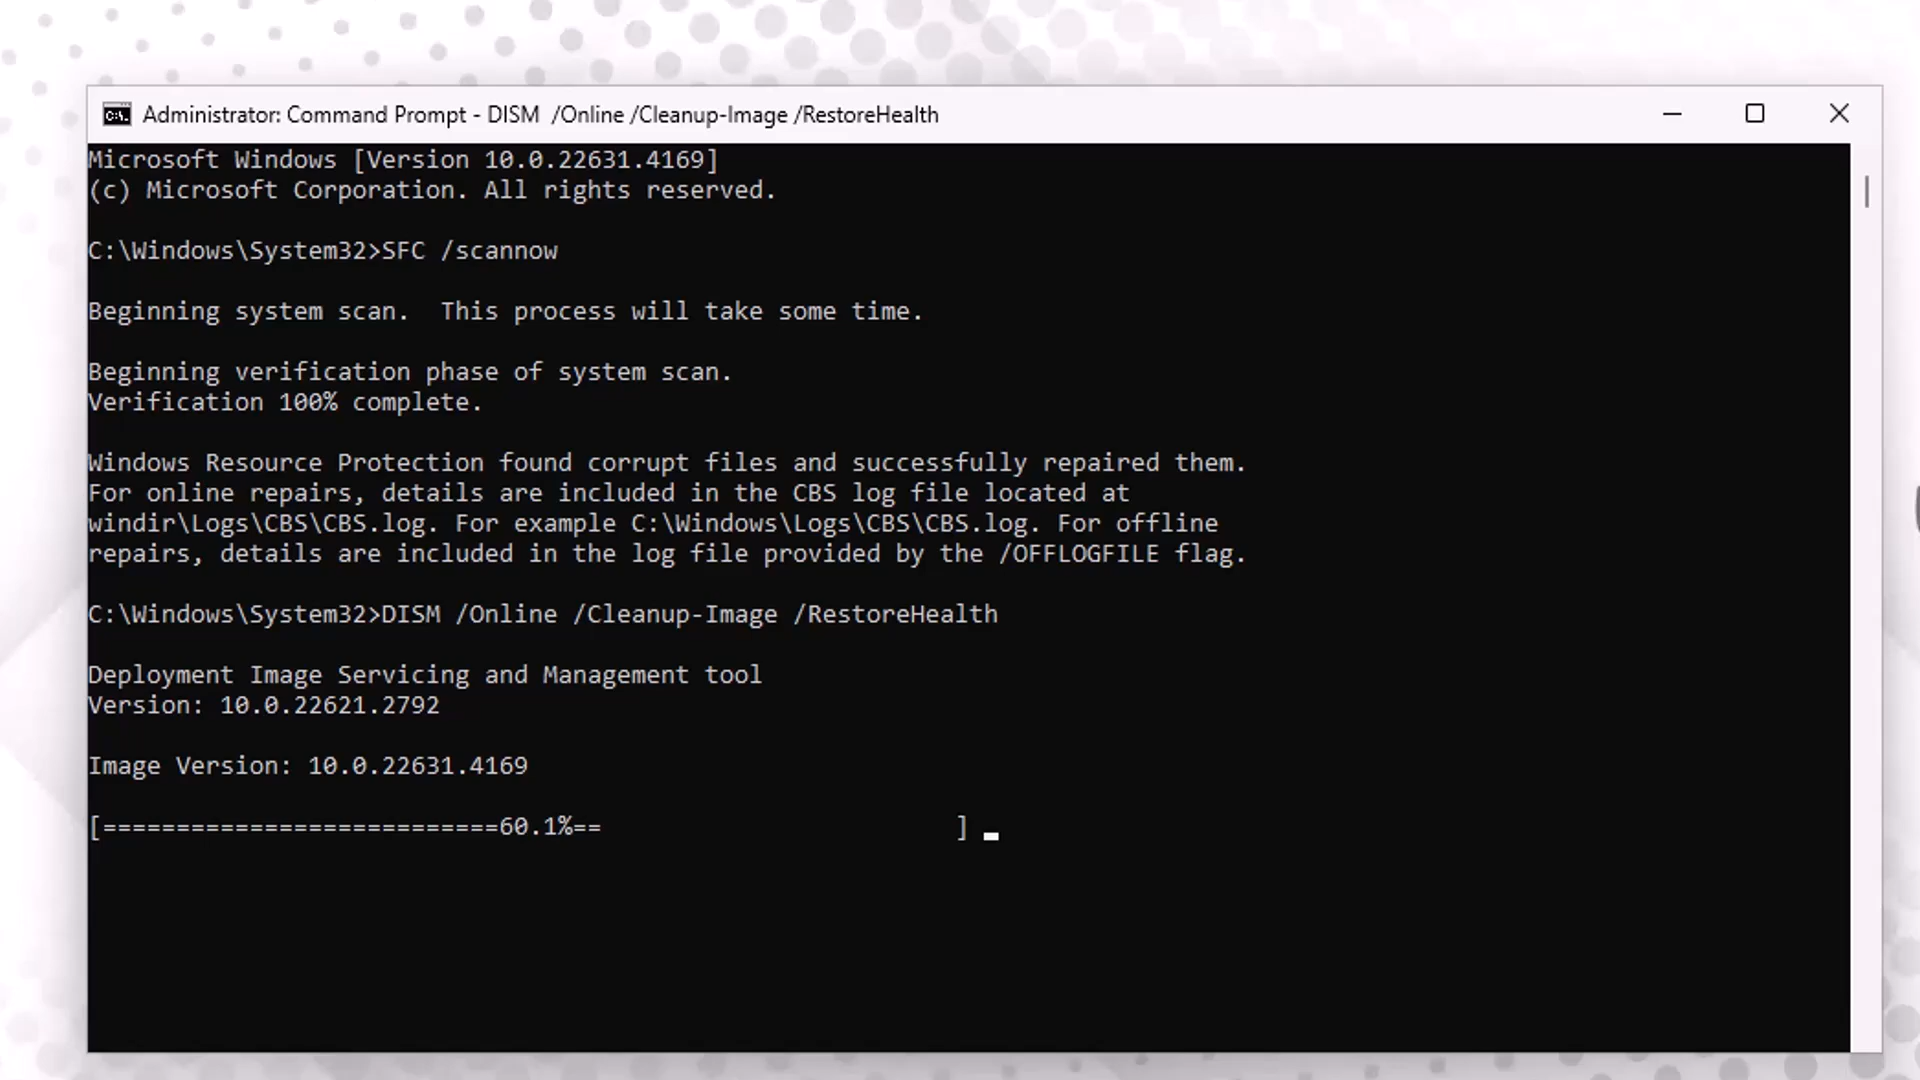 Administrator: Command Prompt - DISM  /Online /Cleanup-Image /RestoreHealth
Microsoft Windows [Version 10.0.22631.4169]
(c) Microsoft Corporation. All rights reserved.
C:\Windows\System32>SFC /scannow
Beginning system scan.  This process will take some time.
Beginning verification phase of system scan.
Verification 100% complete.
Windows Resource Protection found corrupt files and successfully repaired them.
For online repairs, details are included in the CBS log file located at
windir\Logs\CBS\CBS.log. For example C:\Windows\Logs\CBS\CBS.log. For offline
repairs, details are included in the log file provided by the /OFFLOGFILE flag.
C:\Windows\System32>DISM /Online /Cleanup-Image /RestoreHealth
Deployment Image Servicing and Management tool
Version: 10.0.22621.2792
Image Version: 10.0.22631.4169
[===========================60.1%==                        ]